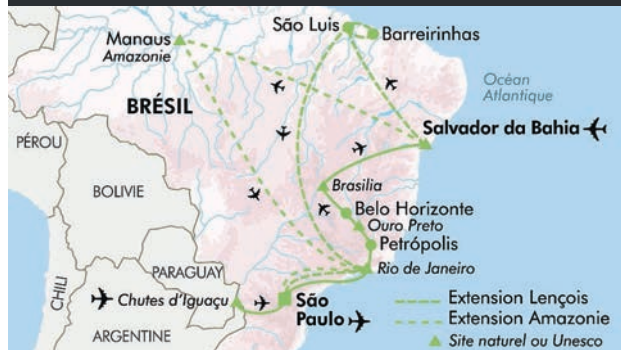 São Luis
Barreirinhas
Manaus
Amazonie
Océan
Atlantique
BRÉSIL
Salvador da Bahia
PÉROU
Brasilia
BOLIVIE
Belo Horizonte
Ouro Preto
Petrópolis
PARAGUAY
Rio de Janeiro
CHILI
Chutes d'Iguaçu
São
Paulo
ARGENTINE
Extension Lençois
Extension Amazonie
Site naturel ou Unesco